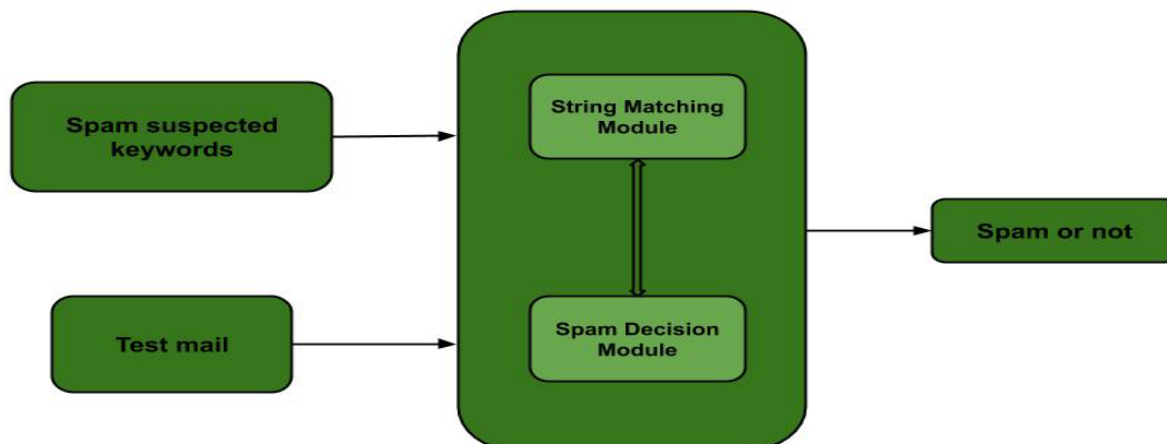 Spam suspected
keywords
Test mail
String Matching
Module
Spam Decision
Module
Spam or not